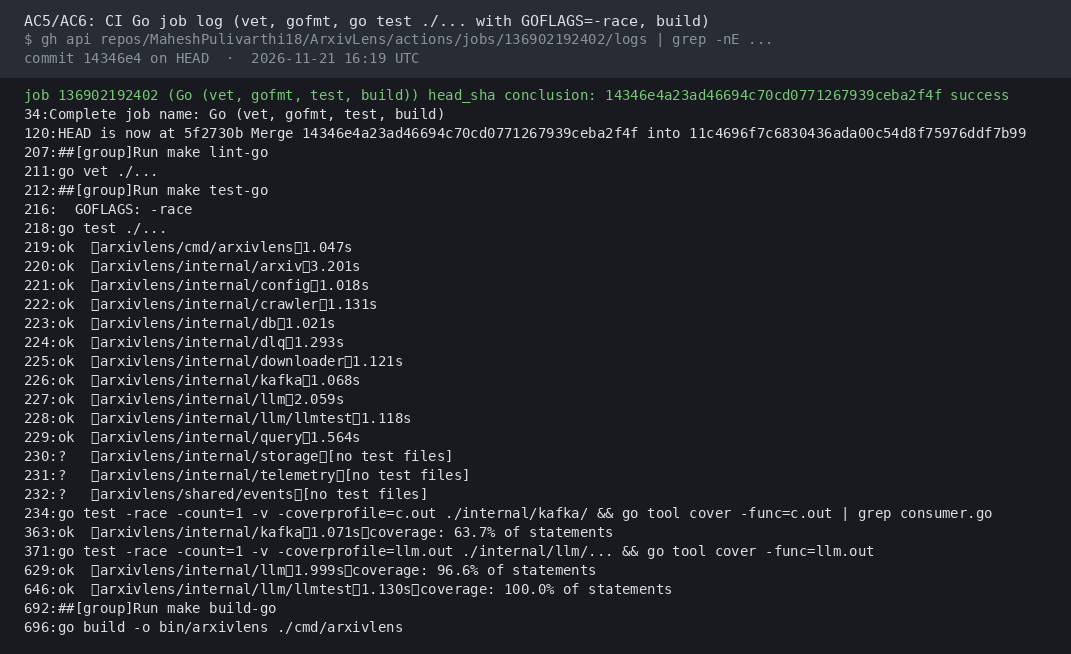 AC5/AC6: CI Go job log (vet, gofmt, go test ./... with GOFLAGS=-race, build)
$ gh api repos/MaheshPulivarthi18/ArxivLens/actions/jobs/136902192402/logs | grep -nE ...
commit 14346e4 on HEAD · 2026-11-21 16:19 UTC
job 136902192402 (Go (vet, gofmt, test, build)) head_sha conclusion: 14346e4a23ad46694c70cd0771267939ceba2f4f success
34:Complete job name: Go (vet, gofmt, test, build)
120:HEAD is now at 5f2730b Merge 14346e4a23ad46694c70cd0771267939ceba2f4f into 11c4696f7c6830436ada00c54d8f75976ddf7b99
207:##[group]Run make lint-go
211:go vet ./...
212:##[group]Run make test-go
216:  GOFLAGS: -race
218:go test ./...
219:ok  □arxivlens/cmd/arxivlens□1.047s
220:ok  □arxivlens/internal/arxiv□3.201s
221:ok  □arxivlens/internal/config□1.018s
222:ok  □arxivlens/internal/crawler□1.131s
223:ok  □arxivlens/internal/db□1.021s
224:ok  □arxivlens/internal/dlq□1.293s
225:ok  □arxivlens/internal/downloader□1.121s
226:ok  □arxivlens/internal/kafka□1.068s
227:ok  □arxivlens/internal/llm□2.059s
228:ok  □arxivlens/internal/llm/llmtest□1.118s
229:ok  □arxivlens/internal/query□1.564s
230:?   □arxivlens/internal/storage□[no test files]
231:?   □arxivlens/internal/telemetry□[no test files]
232:?   □arxivlens/shared/events□[no test files]
234:go test -race -count=1 -v -coverprofile=c.out ./internal/kafka/ && go tool cover -func=c.out | grep consumer.go
363:ok  □arxivlens/internal/kafka□1.071s□coverage: 63.7% of statements
371:go test -race -count=1 -v -coverprofile=llm.out ./internal/llm/... && go tool cover -func=llm.out
629:ok  □arxivlens/internal/llm□1.999s□coverage: 96.6% of statements
646:ok  □arxivlens/internal/llm/llmtest□1.130s□coverage: 100.0% of statements
692:##[group]Run make build-go
696:go build -o bin/arxivlens ./cmd/arxivlens